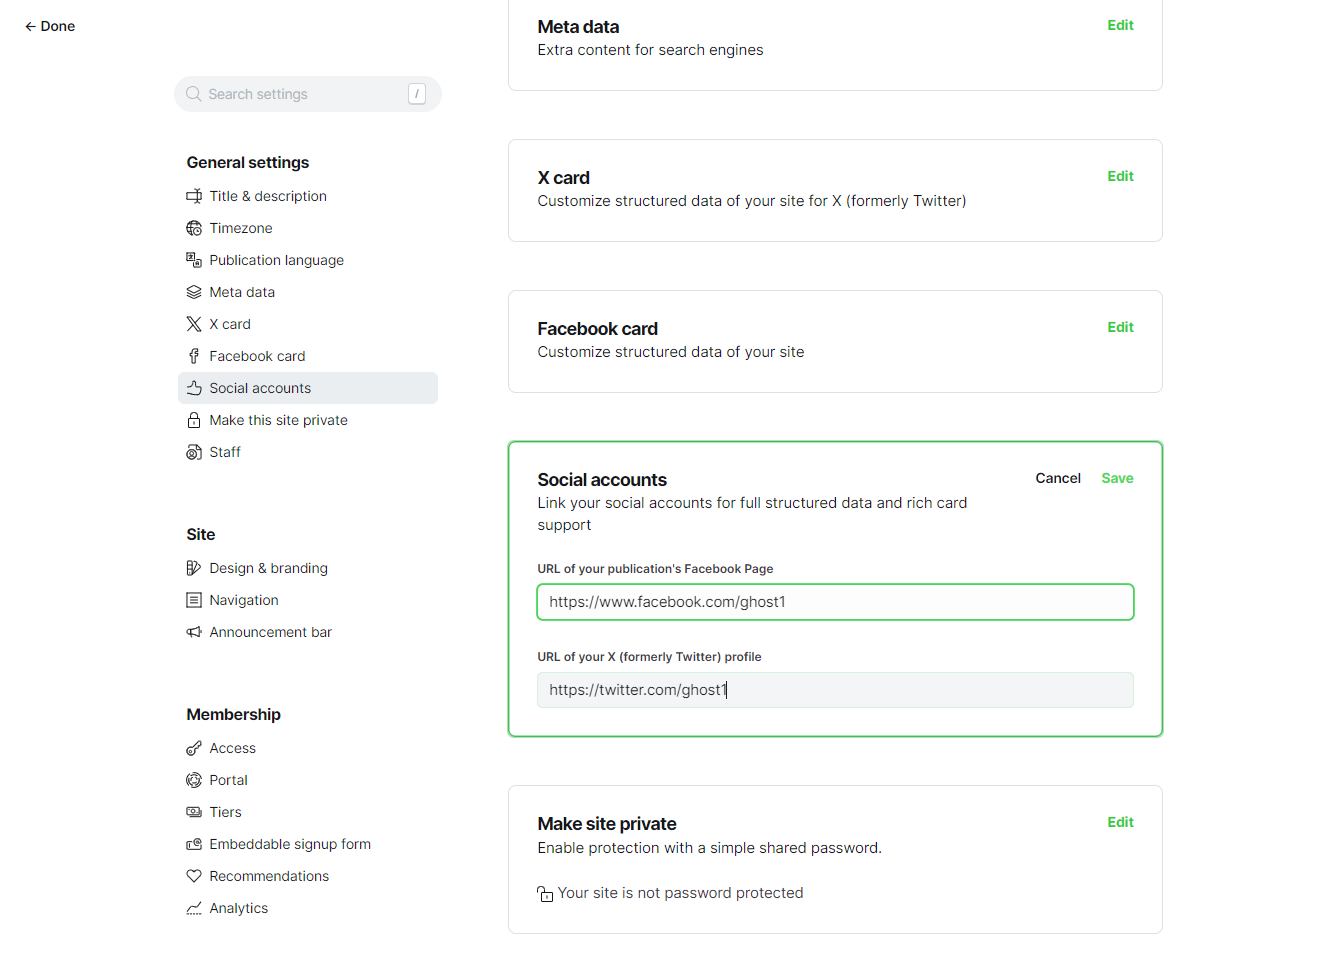 ← Done
Search settings
/
General settings
Title & description
Timezone
Publication language
Meta data
X card
Facebook card
Social accounts
Make this site private
Staff
Site
Design & branding
Navigation
Announcement bar
Membership
Access
Portal
Tiers
Embeddable signup form
Recommendations
Analytics
Meta data
Edit
Extra content for search engines
X card
Edit
Customize structured data of your site for X (formerly Twitter)
Facebook card
Edit
Customize structured data of your site
Social accounts
Cancel
Save
Link your social accounts for full structured data and rich card
support
URL of your publication's Facebook Page
https://www.facebook.com/ghost1
URL of your X (formerly Twitter) profile
https://twitter.com/ghost1
Make site private
Edit
Enable protection with a simple shared password.
Your site is not password protected